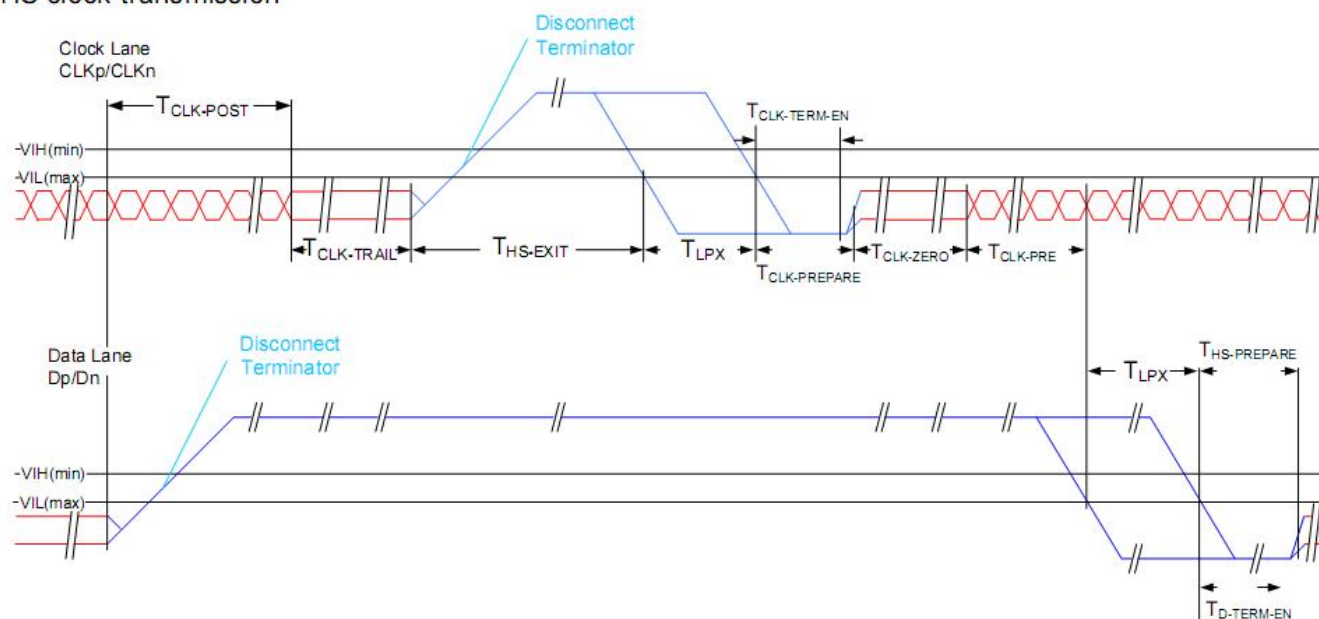 HS clock transmission
Disconnect
Terminator
Clock Lane
CLKp/CLKn
TCLK-POST
TCLK-TERM-EN
-VIH(min)
-VIL(max)
TCLK-TRAIL
THS-EXIT
TLPX
TCLK-PREPARE
TCLK-ZERO
TCLK-PRE
Data Lane
Dp/Dn
Disconnect
Terminator
TLPX
THS-PREPARE
-VIH(min)
-VIL(max)
TD-TERM-EN